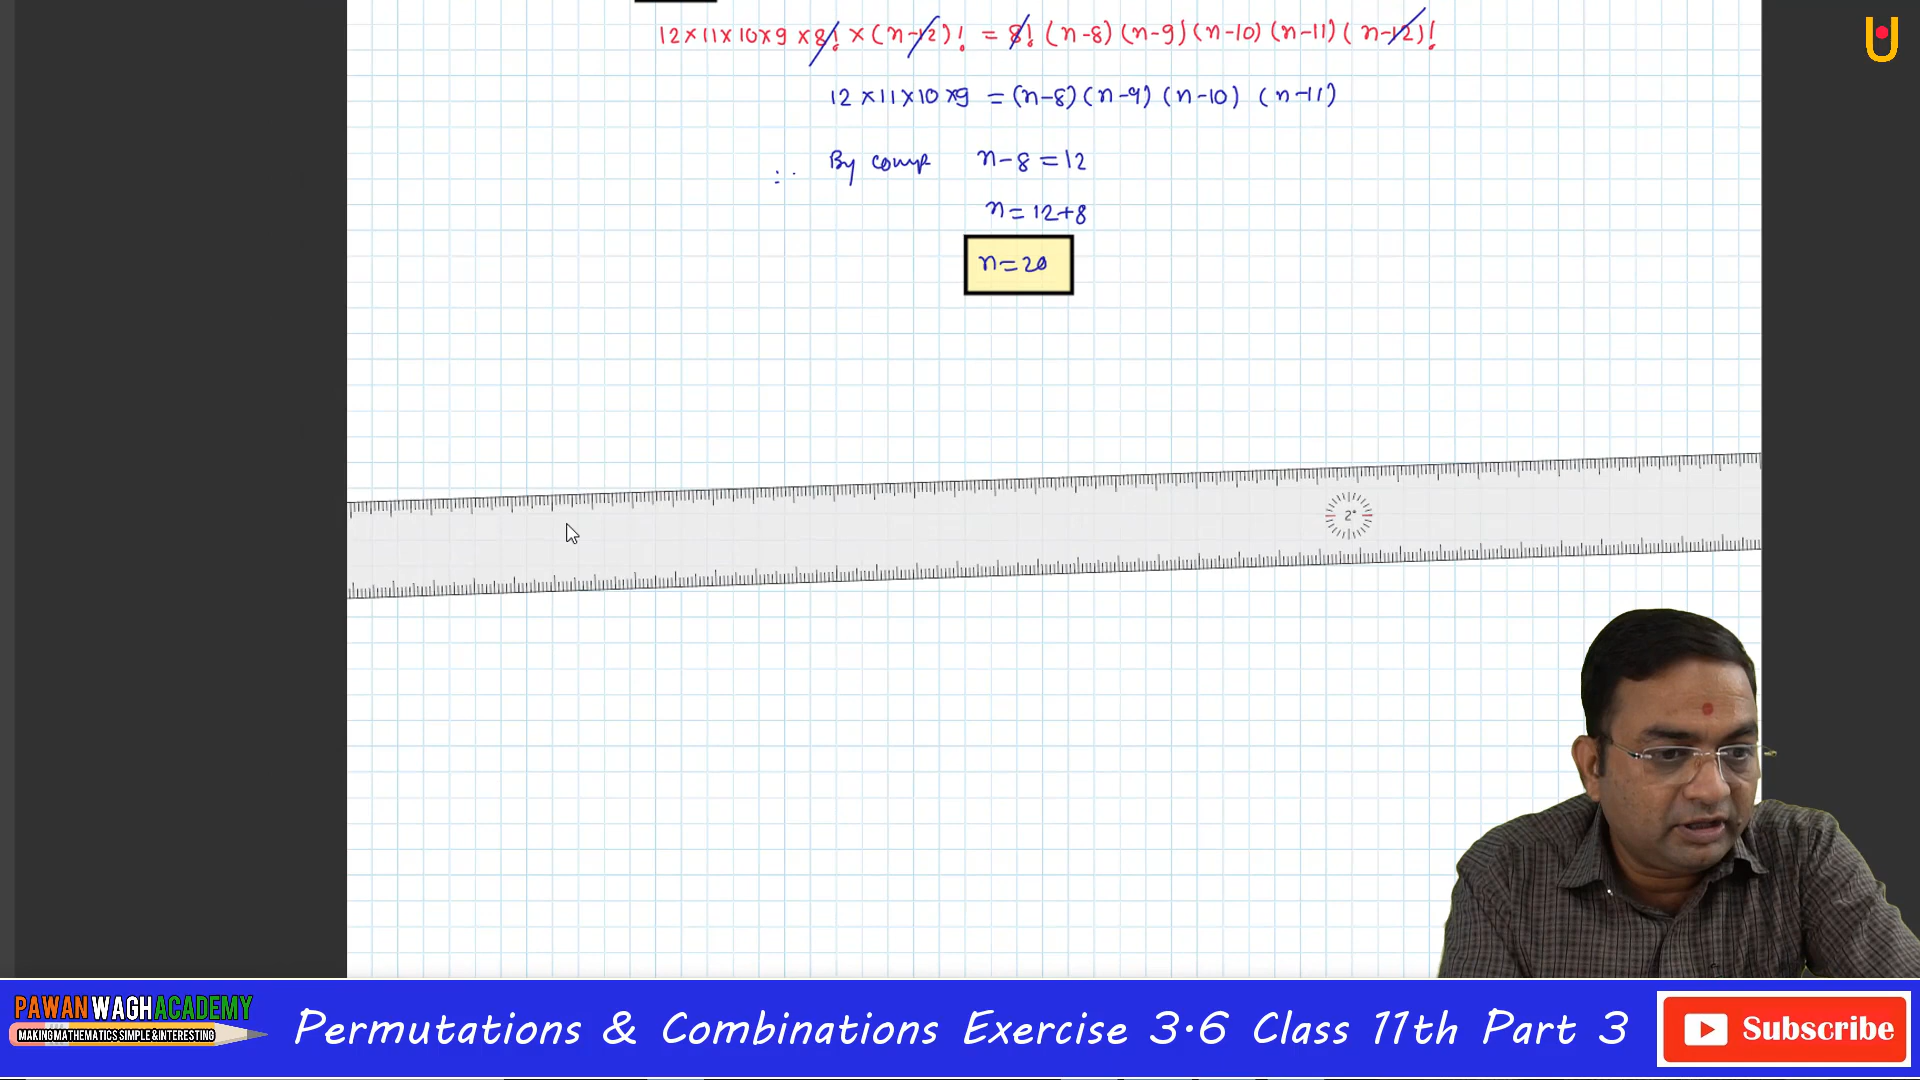 12×11×10×9 ×8! ×(n-12)! = 8! (n-8)(n-9)(n-10)(n-11)(n-12)!
12×11×10×9 = (n-8)(n-9)(n-10)(n-11)
∴ By comp n-8=12
n=12+8
n=20
2°
PAWAN WAGH ACADEMY
MAKING MATHEMATICS SIMPLE & INTERESTING
Permutations & Combinations Exercise 3.6 Class 11th Part 3
Subscribe